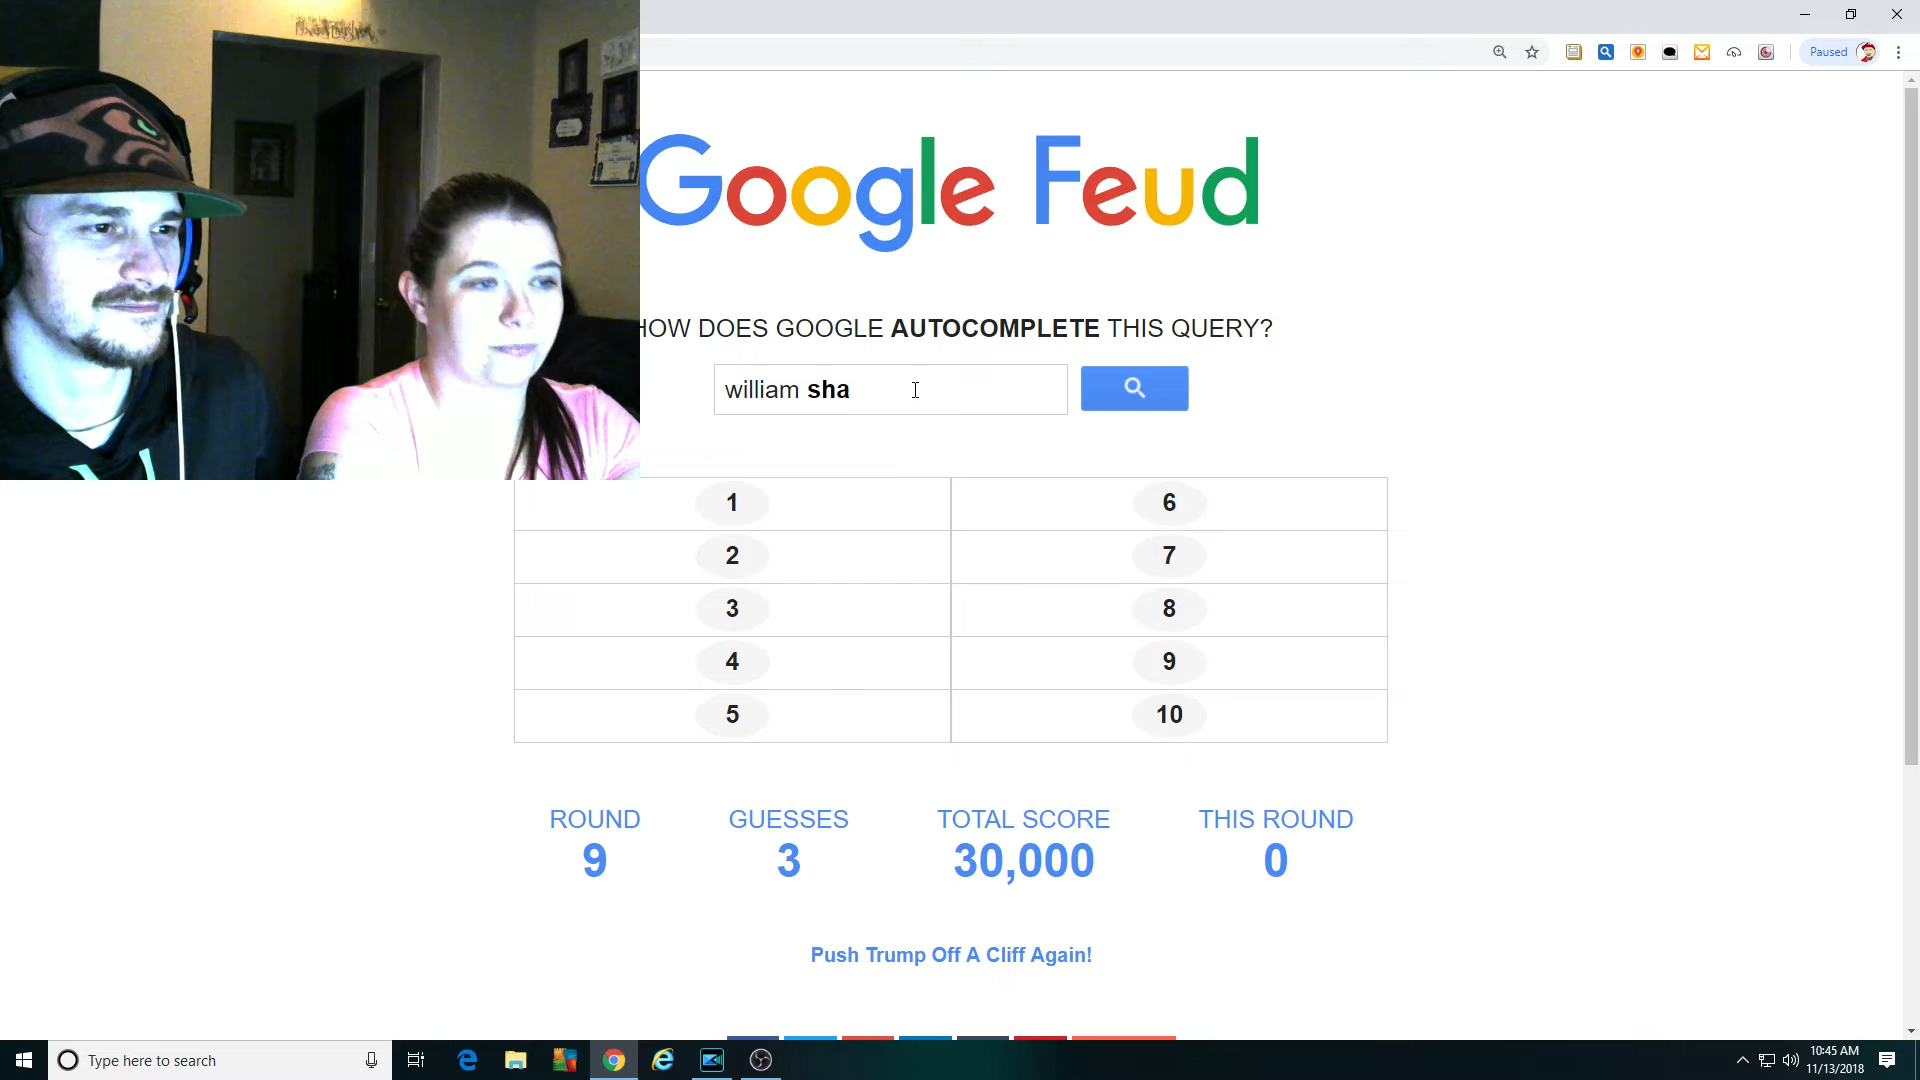 Paused
Google Feud
HOW DOES GOOGLE AUTOCOMPLETE THIS QUERY?
william sha
1
6
2
7
3
8
4
9
5
10
ROUND
GUESSES
TOTAL SCORE
THIS ROUND
9
3
30,000
0
Push Trump Off A Cliff Again!
Type here to search
10:45 AM
11/13/2018